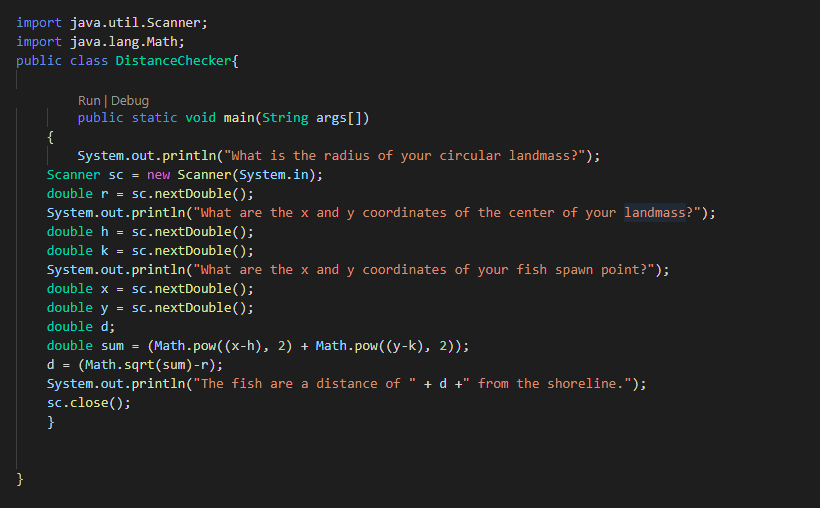 import java.util.Scanner;
import java.lang.Math;
public class DistanceChecker{
Run | Debug
public static void main(String args[])
{
System.out.println("What is the radius of your circular landmass?");
Scanner sc = new Scanner(System.in);
double r = sc.nextDouble();
System.out.println("What are the x and y coordinates of the center of your landmass?");
double h = sc.nextDouble();
double k = sc.nextDouble();
System.out.println("What are the x and y coordinates of your fish spawn point?");
double x = sc.nextDouble();
double y = sc.nextDouble();
double d;
double sum = (Math.pow((x-h), 2) + Math.pow((y-k), 2));
d = (Math.sqrt(sum)-r);
System.out.println("The fish are a distance of " + d +" from the shoreline.");
sc.close();
}
}